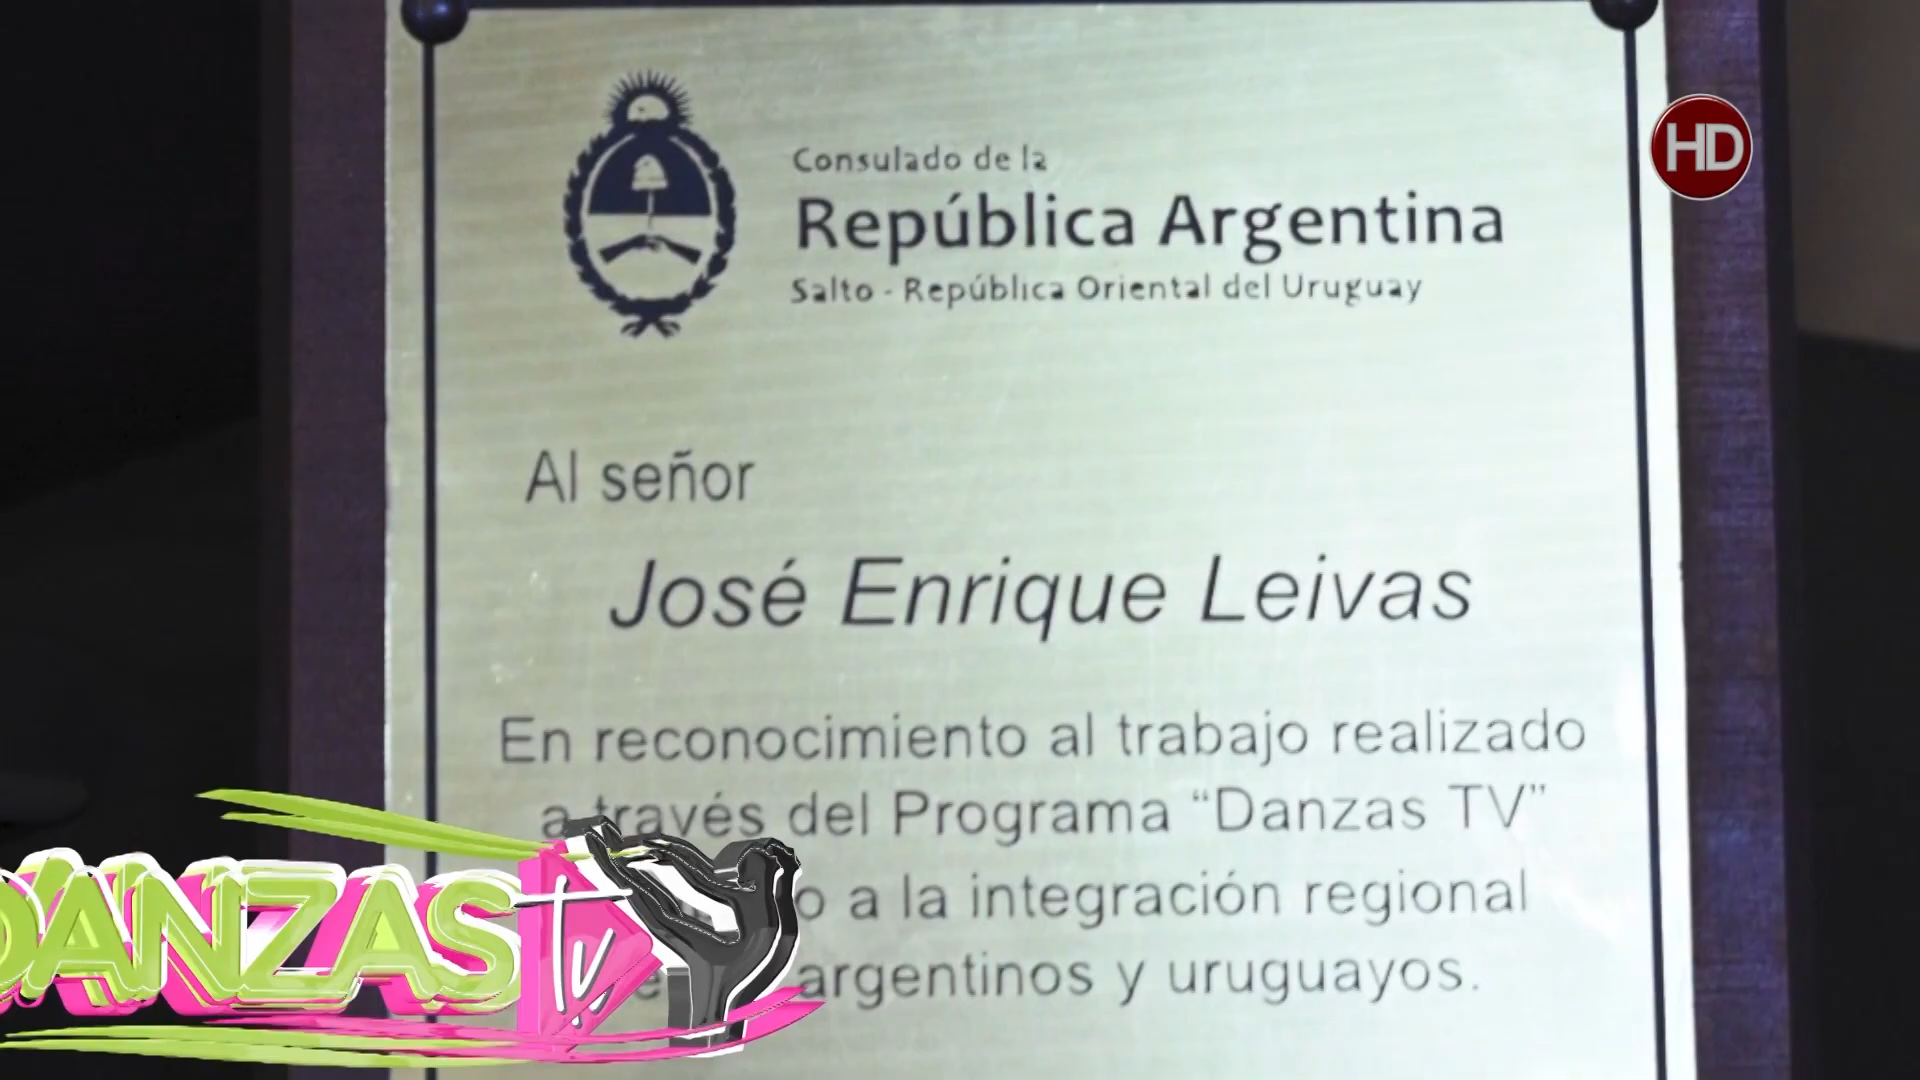 HD
Consulado de la
República Argentina
Salto - República Oriental del Uruguay
Al señor
José Enrique Leivas
En reconocimiento al trabajo realizado
a través del Programa “Danzas TV”
a la integración regional
argentinos y uruguayos.
DANZAS tv